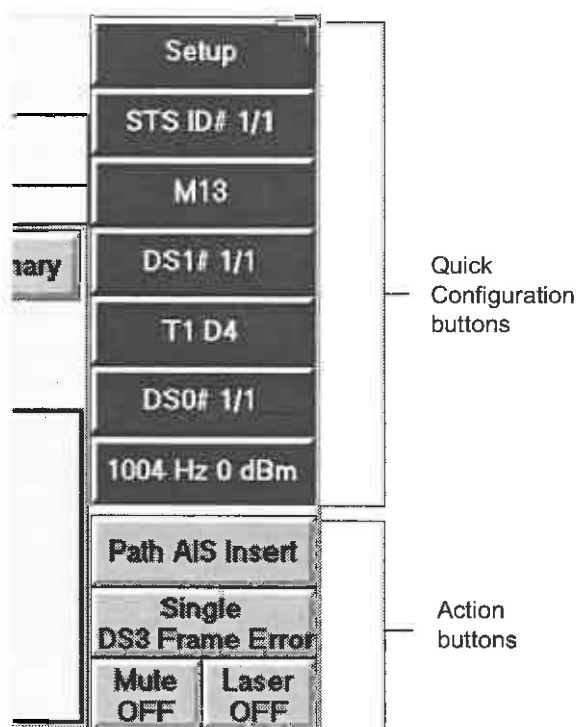 Setup
STS ID# 1/1
M13
DS1# 1/1
T1 D4
DS0# 1/1
1004 Hz 0 dBm
Quick
Configuration
buttons
nary
Path AIS Insert
Single
DS3 Frame Error
Mute
OFF
Laser
OFF
Action
buttons